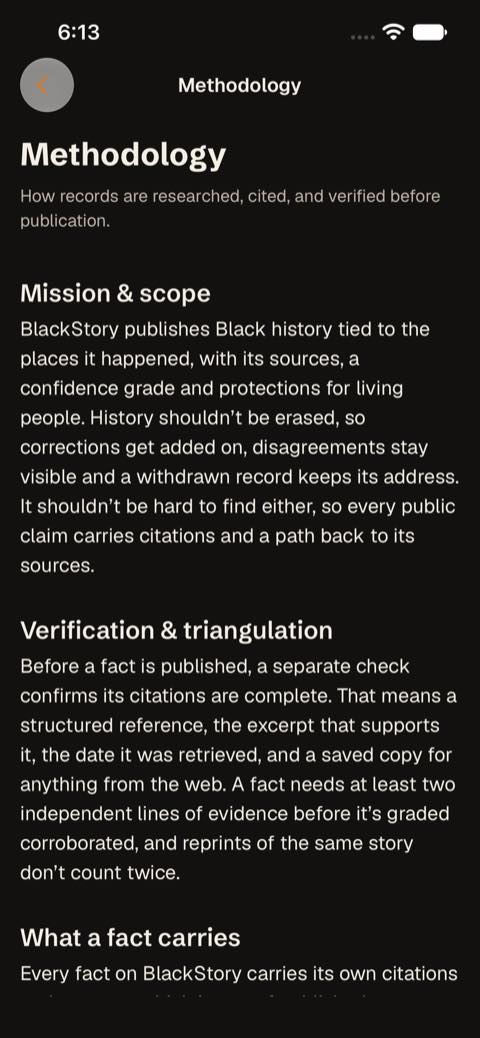 6:13
Methodology
Methodology
How records are researched, cited, and verified before
publication.
Mission & scope
BlackStory publishes Black history tied to the
places it happened, with its sources, a
confidence grade and protections for living
people. History shouldn’t be erased, so
corrections get added on, disagreements stay
visible and a withdrawn record keeps its address.
It shouldn’t be hard to find either, so every public
claim carries citations and a path back to its
sources.
Verification & triangulation
Before a fact is published, a separate check
confirms its citations are complete. That means a
structured reference, the excerpt that supports
it, the date it was retrieved, and a saved copy for
anything from the web. A fact needs at least two
independent lines of evidence before it’s graded
corroborated, and reprints of the same story
don’t count twice.
What a fact carries
Every fact on BlackStory carries its own citations